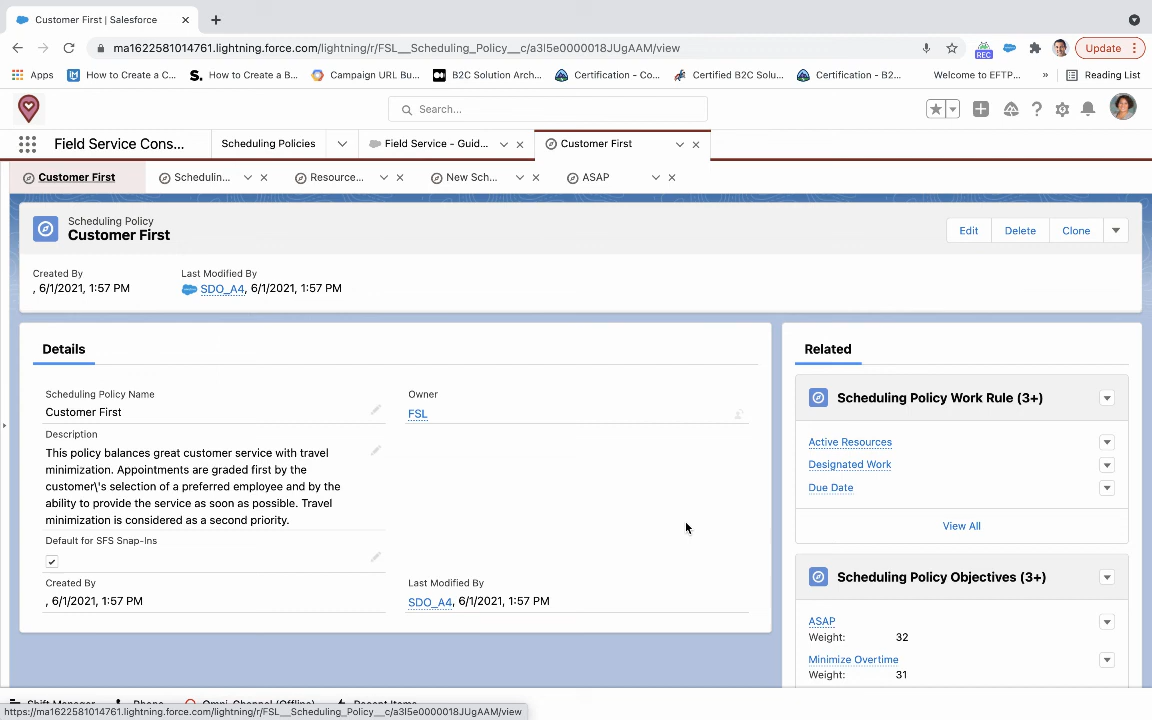 Customer First | Salesforce
ma1622581014761.lightning.force.com/lightning/r/FSL__Scheduling_Policy__c/a3I5e0000018JUgAAM/view
REC
Update
Apps
How to Create a C...
How to Create a B...
Campaign URL Bu...
B2C Solution Arch...
Certification - Co...
Certified B2C Solu...
Certification - B2...
Welcome to EFTP...
»
Reading List
Search...
Field Service Cons...
Scheduling Policies
Field Service - Guid...
Customer First
Customer First
Schedulin...
Resource...
New Sch...
ASAP
Scheduling Policy
Customer First
Edit
Delete
Clone
Created By
, 6/1/2021, 1:57 PM
Last Modified By
SDO_A4, 6/1/2021, 1:57 PM
Details
Scheduling Policy Name
Customer First
Owner
FSL
Description
This policy balances great customer service with travel
minimization. Appointments are graded first by the
customer\'s selection of a preferred employee and by the
ability to provide the service as soon as possible. Travel
minimization is considered as a second priority.
Default for SFS Snap-Ins
Created By
, 6/1/2021, 1:57 PM
Last Modified By
SDO_A4, 6/1/2021, 1:57 PM
Related
Scheduling Policy Work Rule (3+)
Active Resources
Designated Work
Due Date
View All
Scheduling Policy Objectives (3+)
ASAP
Weight: 32
Minimize Overtime
Weight: 31
Shift Manager
Phone
Omni-Channel (Offline)
Recent Items
https://ma1622581014761.lightning.force.com/lightning/r/FSL__Scheduling_Policy__c/a3I5e0000018JUgAAM/view